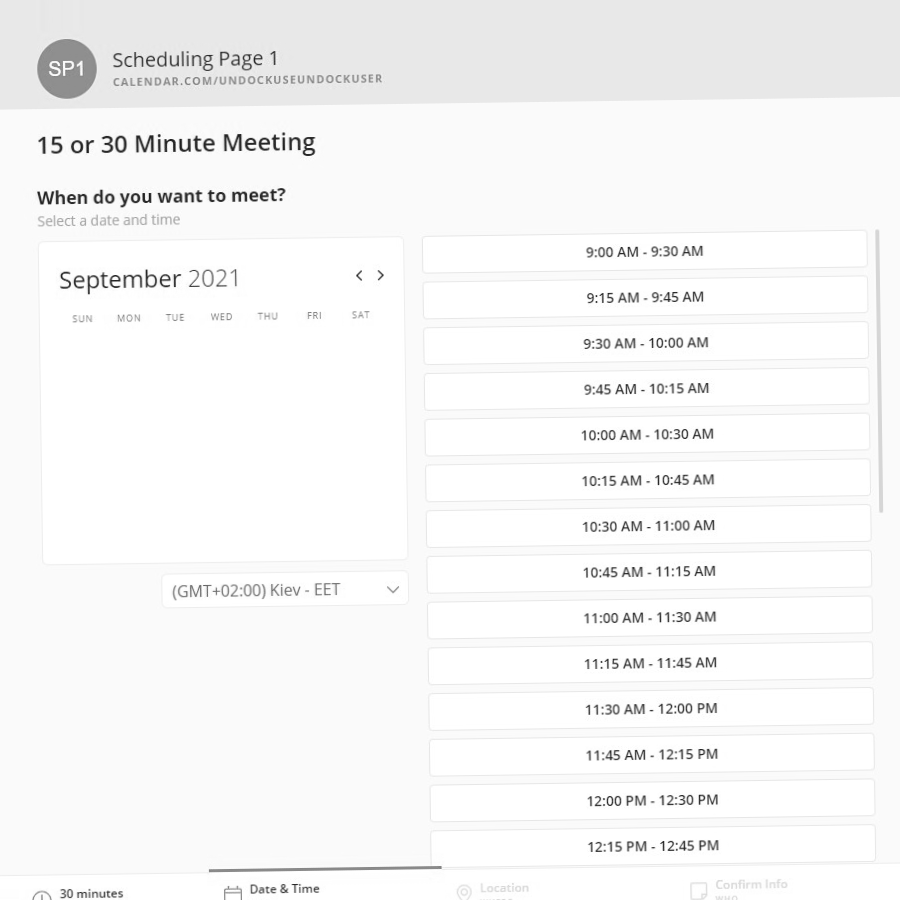 SP1
Scheduling Page 1
CALENDAR.COM/UNDOCKUSEUNDOCKUSER
15 or 30 Minute Meeting
When do you want to meet?
Select a date and time
September 2021
SUN MON TUE WED THU FRI SAT
(GMT+02:00) Kiev - EET
9:00 AM - 9:30 AM
9:15 AM - 9:45 AM
9:30 AM - 10:00 AM
9:45 AM - 10:15 AM
10:00 AM - 10:30 AM
10:15 AM - 10:45 AM
10:30 AM - 11:00 AM
10:45 AM - 11:15 AM
11:00 AM - 11:30 AM
11:15 AM - 11:45 AM
11:30 AM - 12:00 PM
11:45 AM - 12:15 PM
12:00 PM - 12:30 PM
12:15 PM - 12:45 PM
30 minutes
Date & Time
Location
Confirm Info